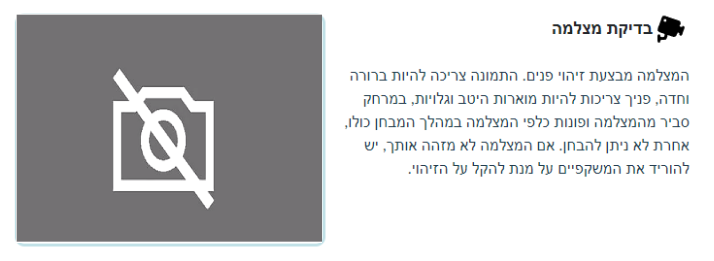 בדיקת מצלמה
המצלמה מבצעת זיהוי פנים. התמונה צריכה להיות ברורה
וחדה, פניך צריכות להיות מוארות היטב וגלויות, במרחק
סביר מהמצלמה ופונות כלפי המצלמה במהלך המבחן כולו,
אחרת לא ניתן להבחן. אם המצלמה לא מזהה אותך, יש
להוריד את המשקפיים על מנת להקל על הזיהוי.